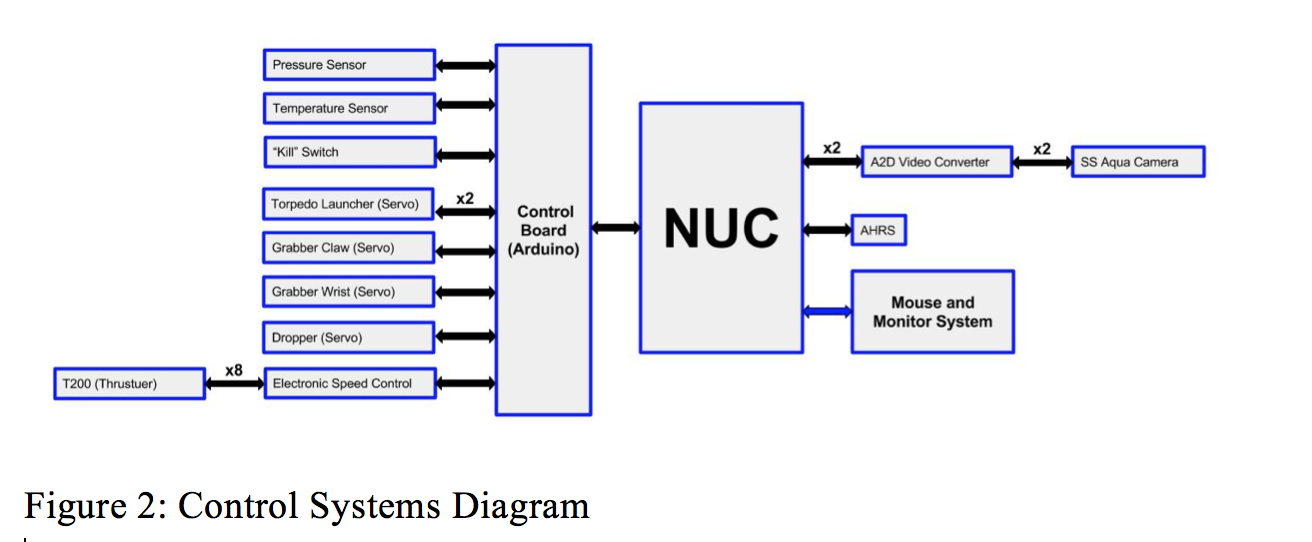 Pressure Sensor
Temperature Sensor
"Kill" Switch
Torpedo Launcher (Servo)
x2
Grabber Claw (Servo)
Grabber Wrist (Servo)
Dropper (Servo)
T200 (Thrustuer)
x8
Electronic Speed Control
Control
Board
(Arduino)
NUC
x2
A2D Video Converter
x2
SS Aqua Camera
AHRS
Mouse and
Monitor System
Figure 2: Control Systems Diagram